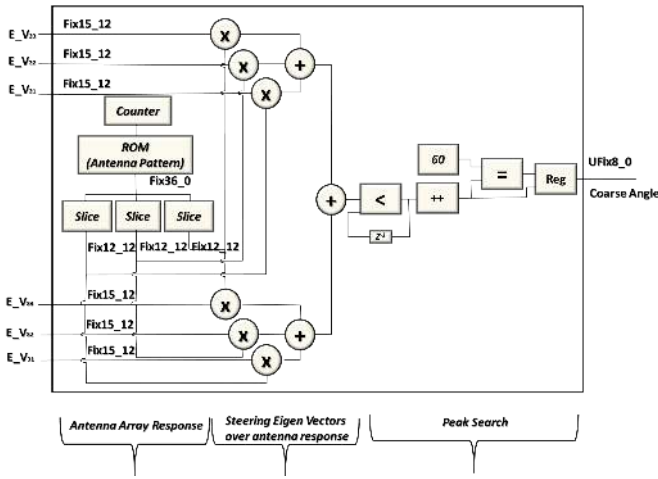 Fix15_12
E_V₂₃
Fix15_12
E_V₂₂
Fix15_12
E_V₂₁
Counter
ROM
(Antenna Pattern)
Fix36_0
Slice
Slice
Slice
Fix12_12
Fix12_12
Fix12_12
X
X
X
+
+
<
Z⁻¹
++
60
=
Reg
UFix8_0
Coarse Angle
Fix15_12
Fix15_12
E_V₃₂
Fix15_12
E_V₃₁
X
X
X
+
Antenna Array Response
Steering Eigen Vectors
over antenna response
Peak Search